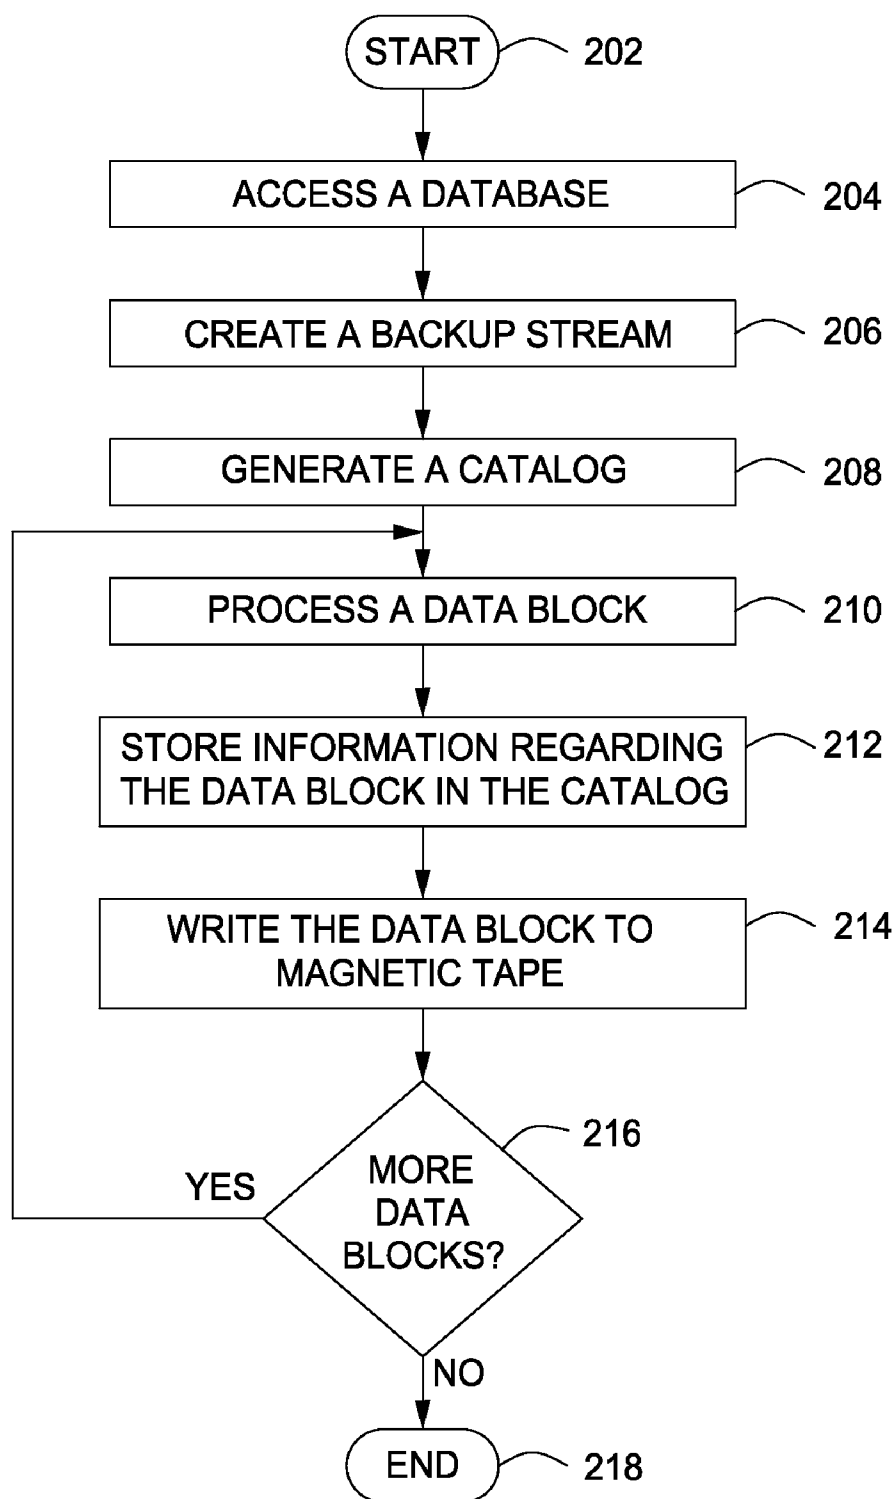 START 202
ACCESS A DATABASE 204
CREATE A BACKUP STREAM 206
GENERATE A CATALOG 208
PROCESS A DATA BLOCK 210
STORE INFORMATION REGARDING 212
THE DATA BLOCK IN THE CATALOG
WRITE THE DATA BLOCK TO 214
MAGNETIC TAPE
216
YES
MORE
DATA
BLOCKS?
NO
END 218